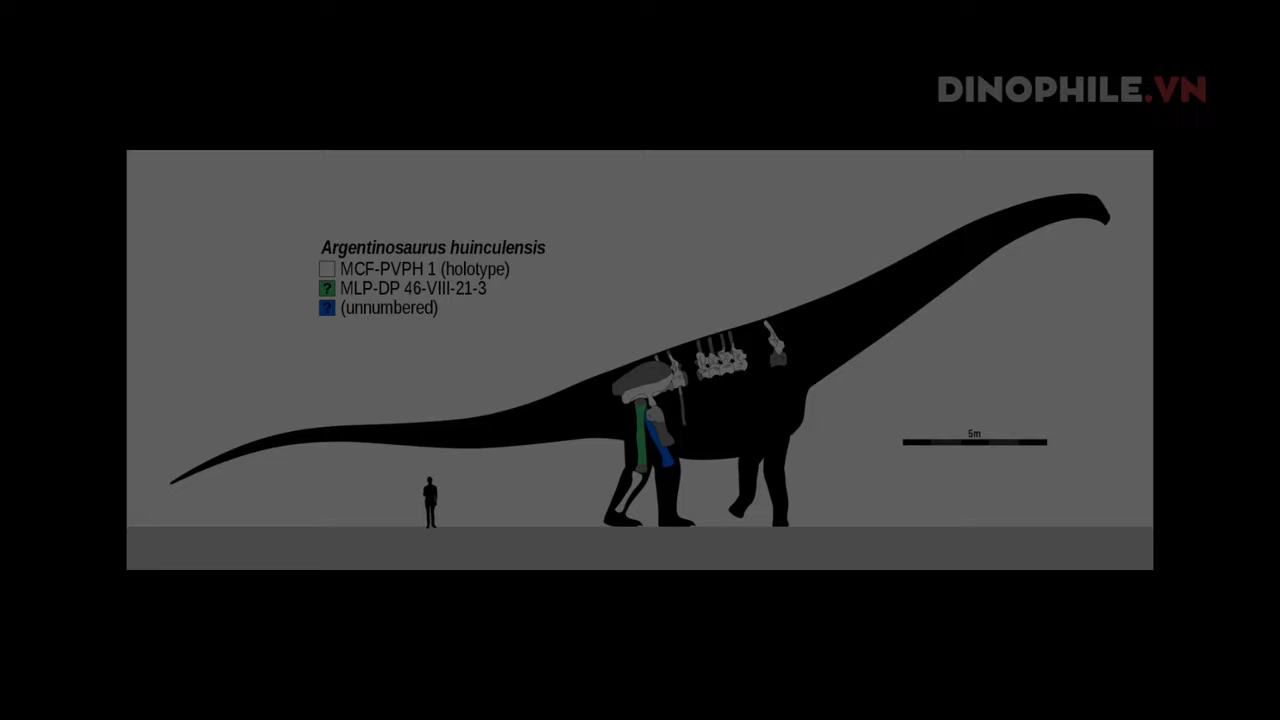 DINOPHILE.VN
Argentinosaurus huinculensis
MCF-PVPH 1 (holotype)
? MLP-DP 46-VIII-21-3
? (unnumbered)
5m